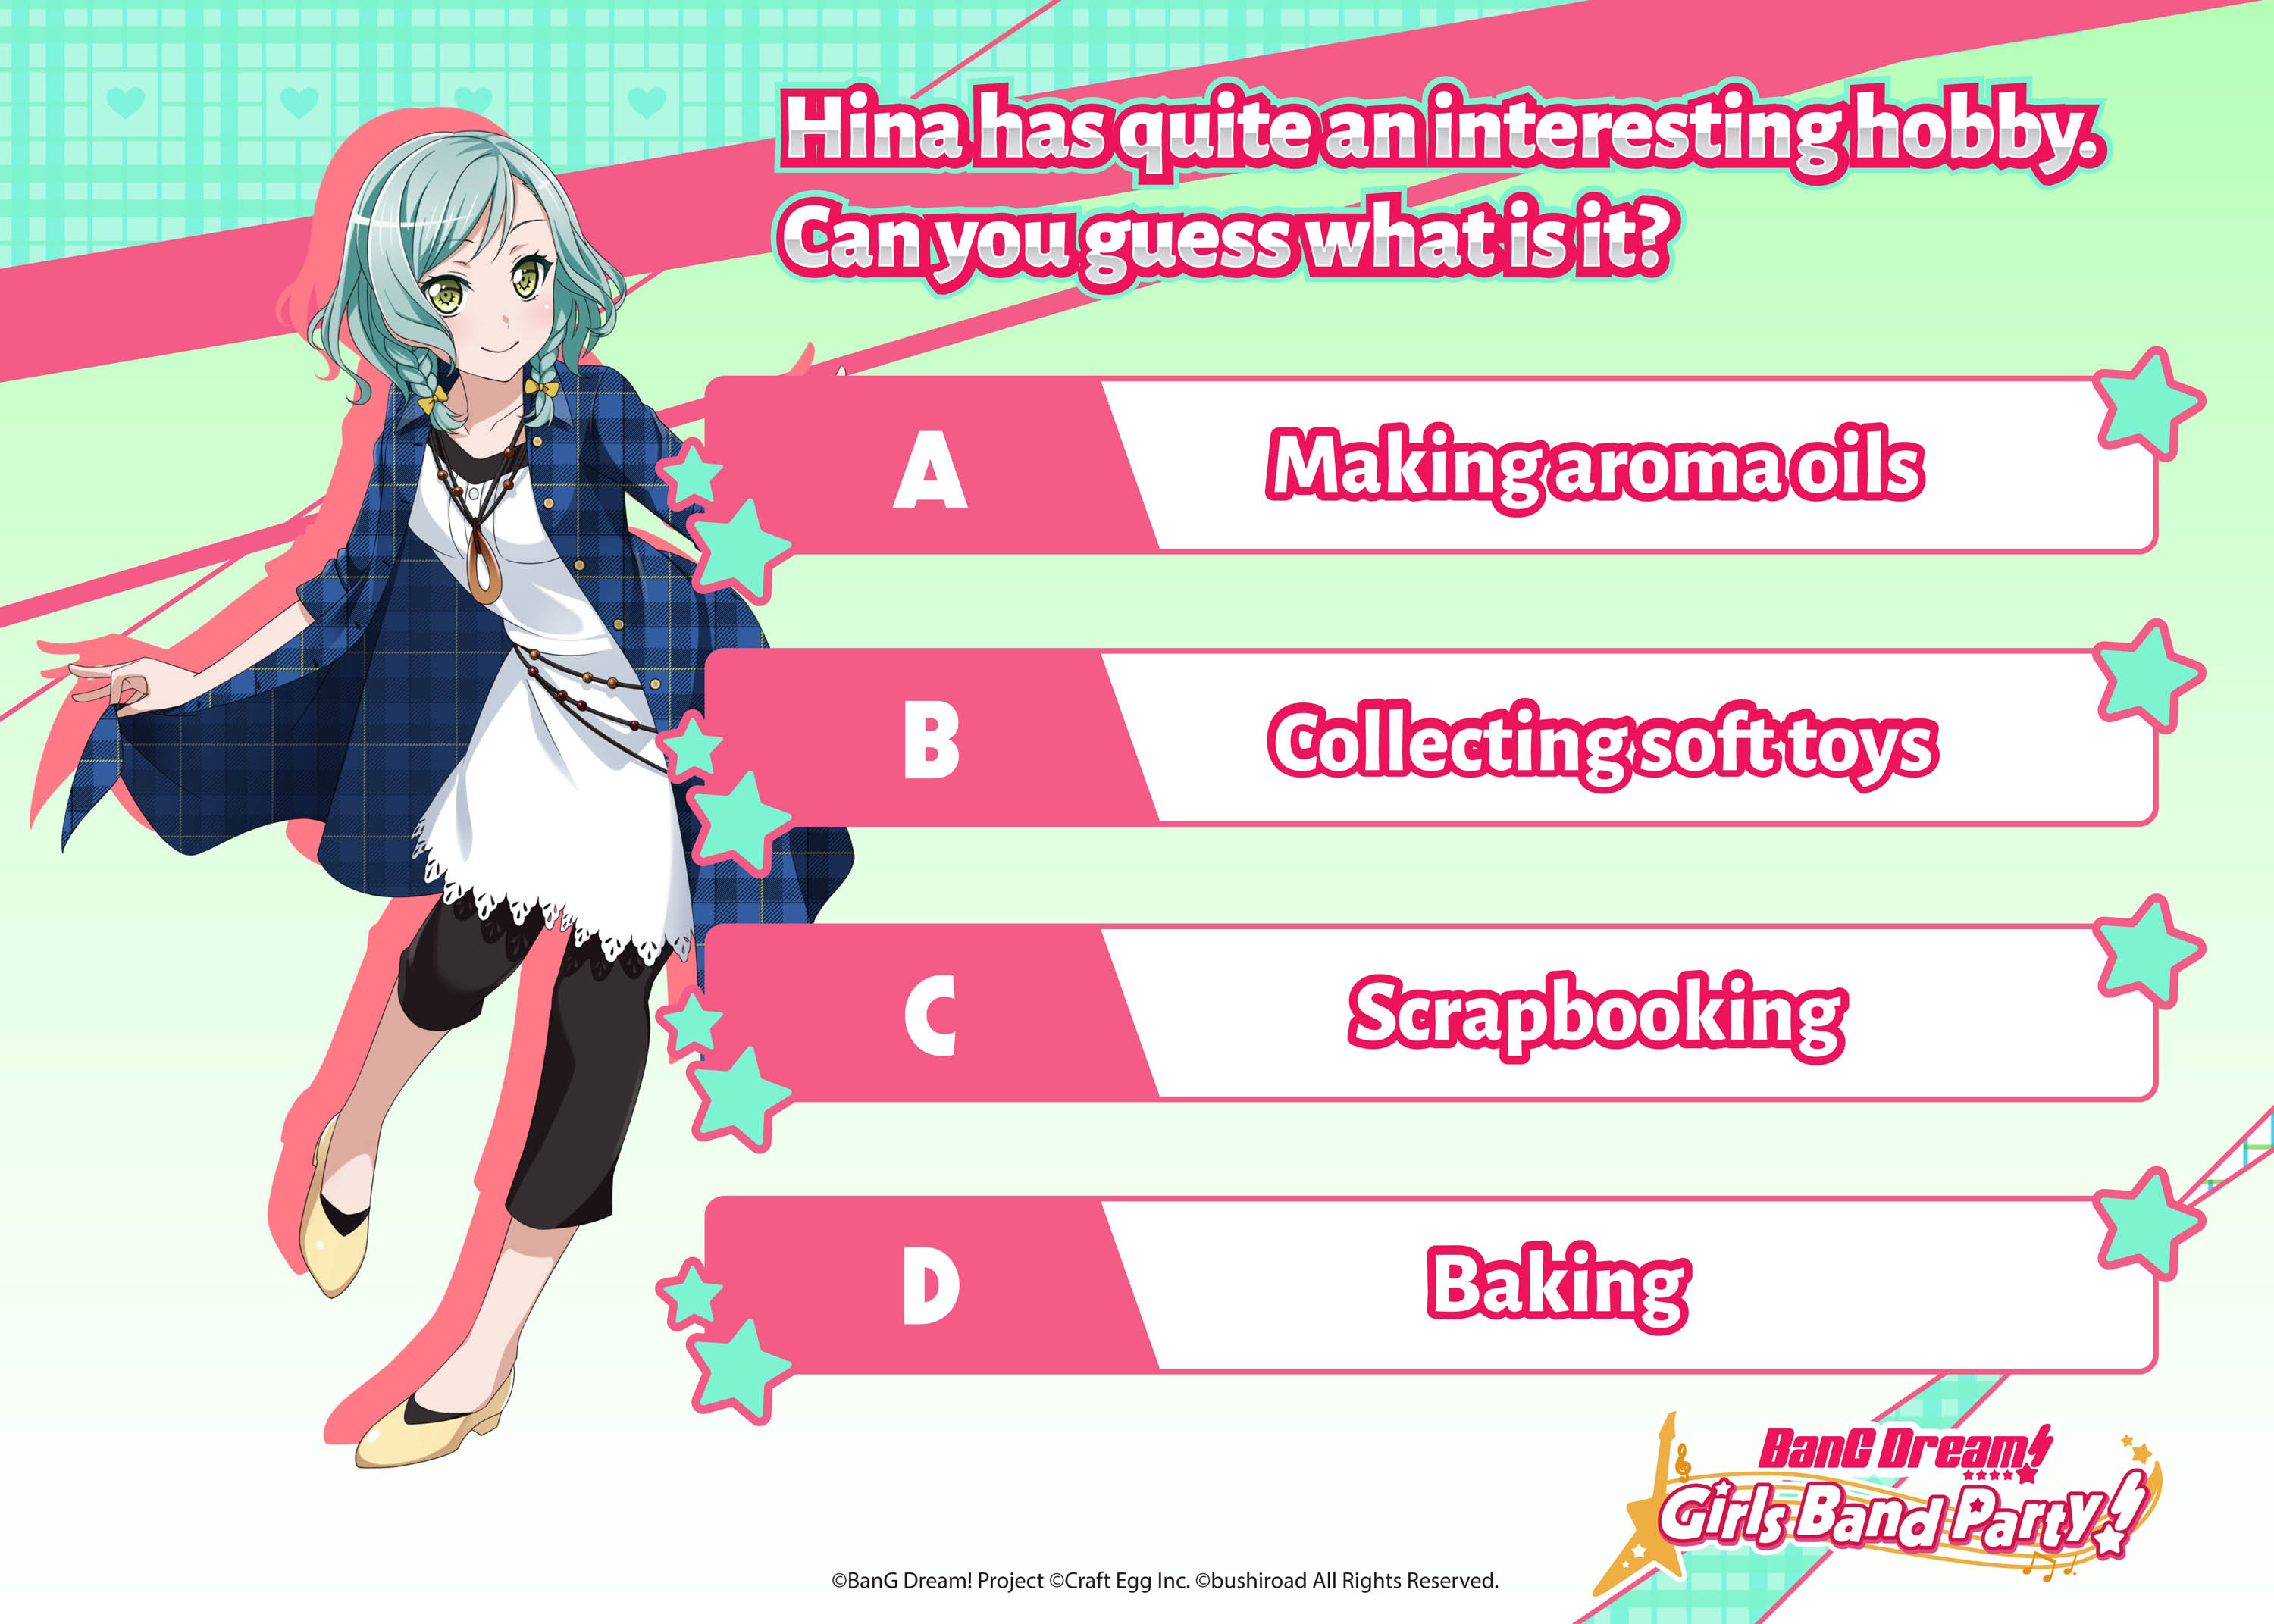 Hina has quite an interesting hobby.
Can you guess what is it?
A
Making aroma oils
B
Collecting soft toys
C
Scrapbooking
D
Baking
BanG Dream!
Girls Band Party!
©BanG Dream! Project ©Craft Egg Inc. ©bushiroad All Rights Reserved.